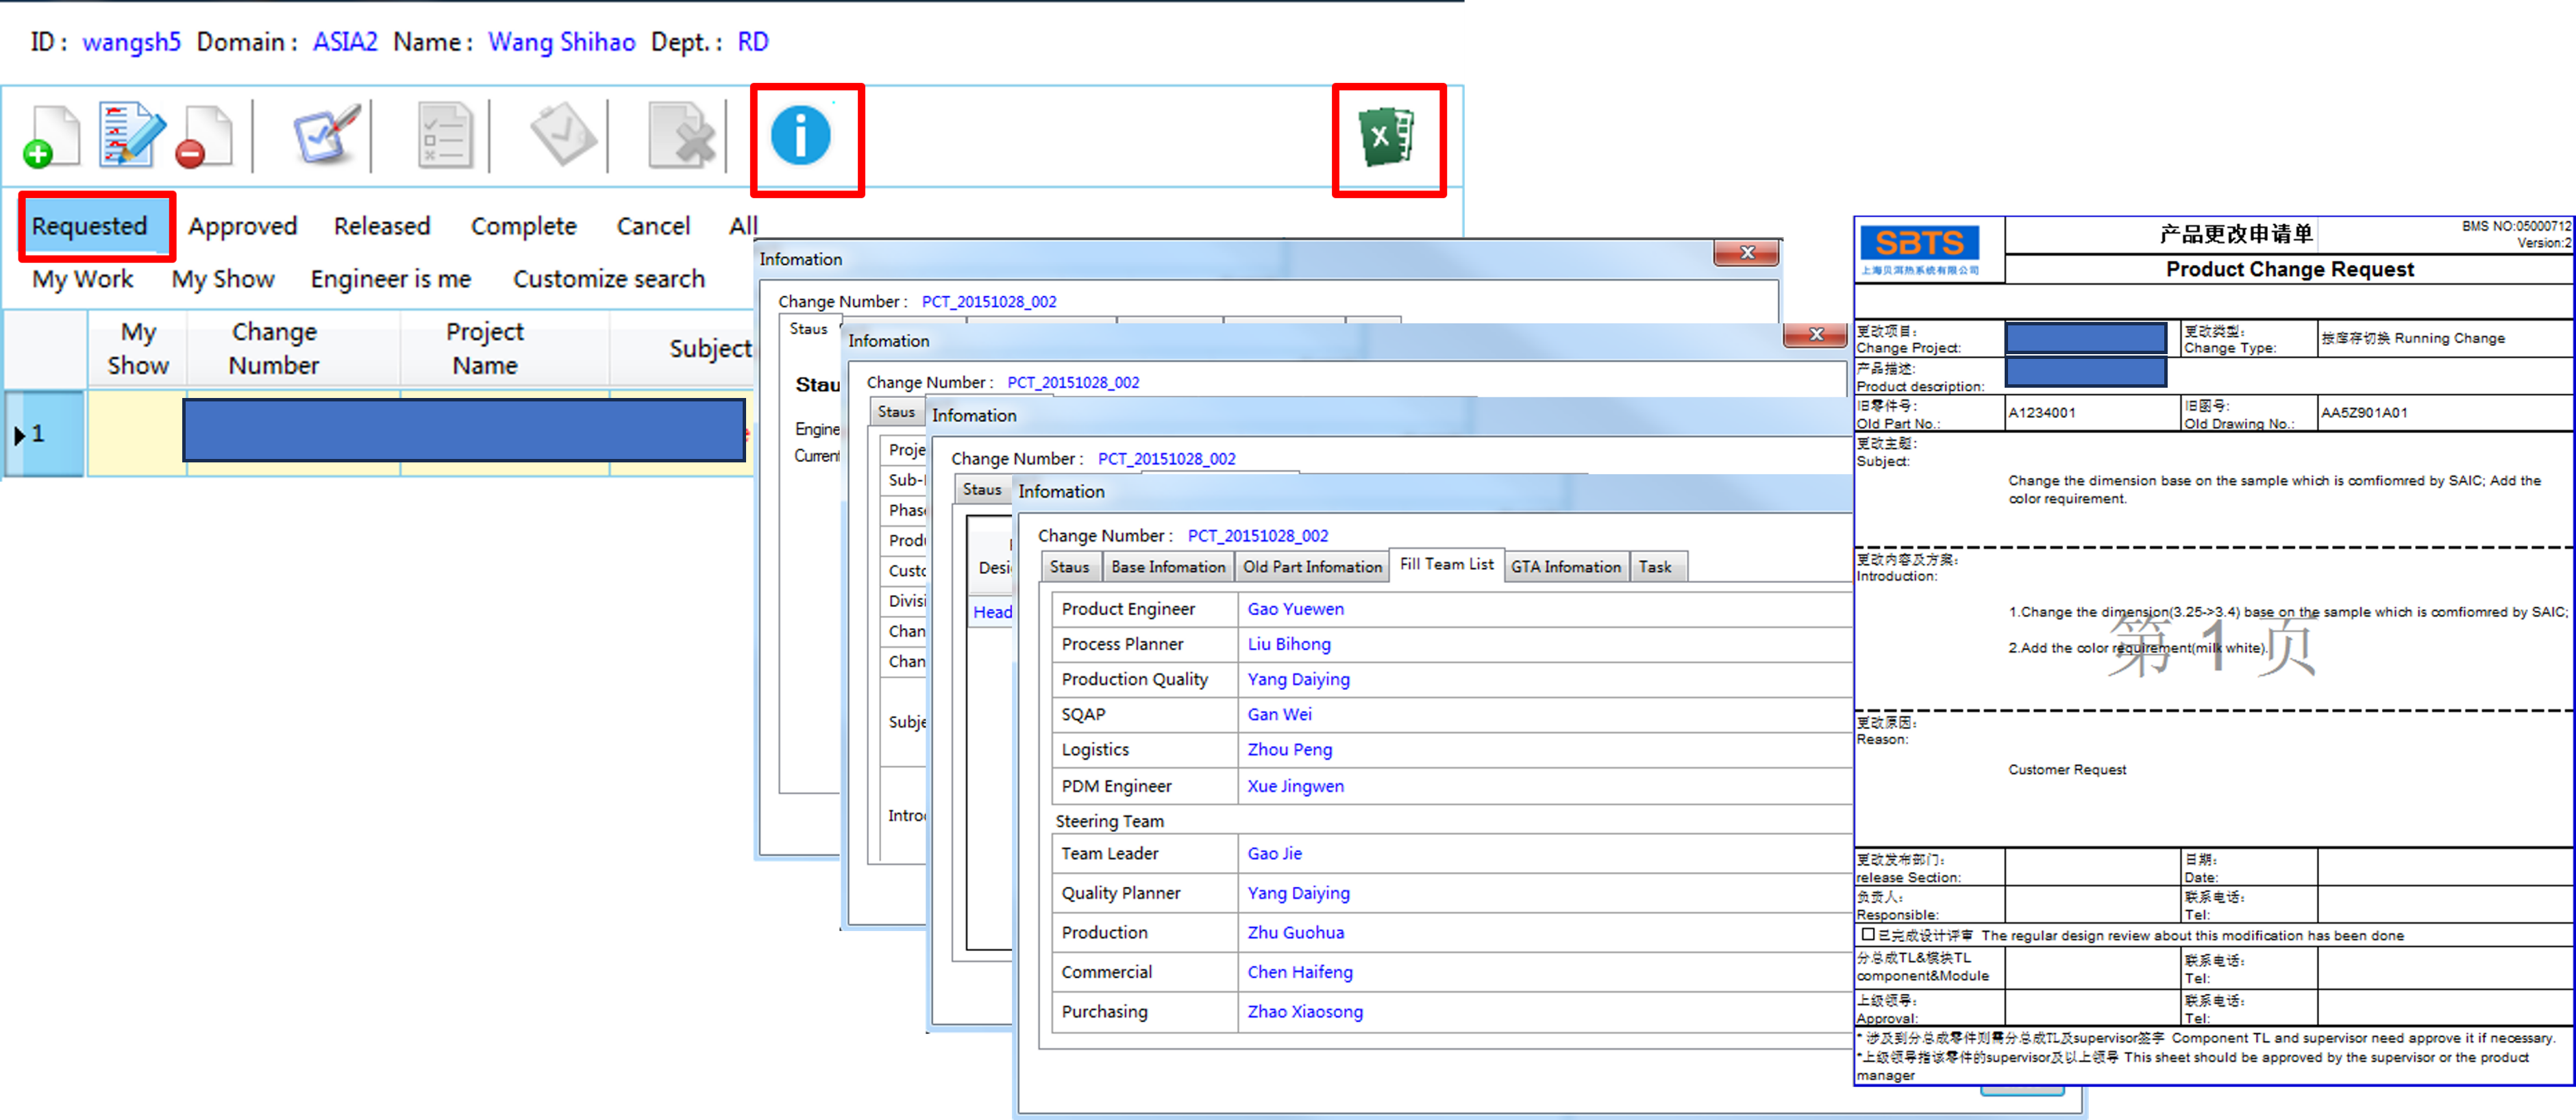 ID : wangsh5 Domain : ASIA2 Name : Wang Shihao Dept. : RD
Requested Approved Released Complete Cancel All
My Work My Show Engineer is me Customize search
My Show Change Number Project Name Subject
1
Infomation
Change Number : PCT_20151028_002
Staus
Infomation
Change Number : PCT_20151028_002
Staus
Infomation
Change Number : PCT_20151028_002
Staus
Head
Infomation
Change Number : PCT_20151028_002
Staus Base Infomation Old Part Infomation Fill Team List GTA Infomation Task
Product Engineer Gao Yuewen
Process Planner Liu Bihong
Production Quality Yang Daiying
SQAP Gan Wei
Logistics Zhou Peng
PDM Engineer Xue Jingwen
Steering Team
Team Leader Gao Jie
Quality Planner Yang Daiying
Production Zhu Guohua
Commercial Chen Haifeng
Purchasing Zhao Xiaosong
SBTS
上海贝洱热系统有限公司
产品更改申请单
BMS NO:05000712
Version:2
Product Change Request
更改项目:
Change Project:
更改类型:
Change Type:
按库存切换 Running Change
产品描述:
Product description:
旧零件号:
Old Part No.:
A1234001
旧图号:
Old Drawing No.:
AA5Z901A01
更改主题:
Subject:
Change the dimension base on the sample which is comfiomred by SAIC; Add the
color requirement.
更改内容及方案:
Introduction:
1.Change the dimension(3.25->3.4) base on the sample which is comfiomred by SAIC;
2.Add the color requirement(milk white).
第 1 页
更改原因:
Reason:
Customer Request
更改发布部门:
release Section:
日期:
Date:
负责人:
Responsible:
联系电话:
Tel:
已完成设计评审 The regular design review about this modification has been done
分总成TL&模块TL
component&Module
联系电话:
Tel:
上级领导:
Approval:
联系电话:
Tel:
* 涉及到分总成零件则需分总成TL及supervisor签字 Component TL and supervisor need approve it if necessary.
*上级领导指该零件的supervisor及以上领导 This sheet should be approved by the supervisor or the product
manager